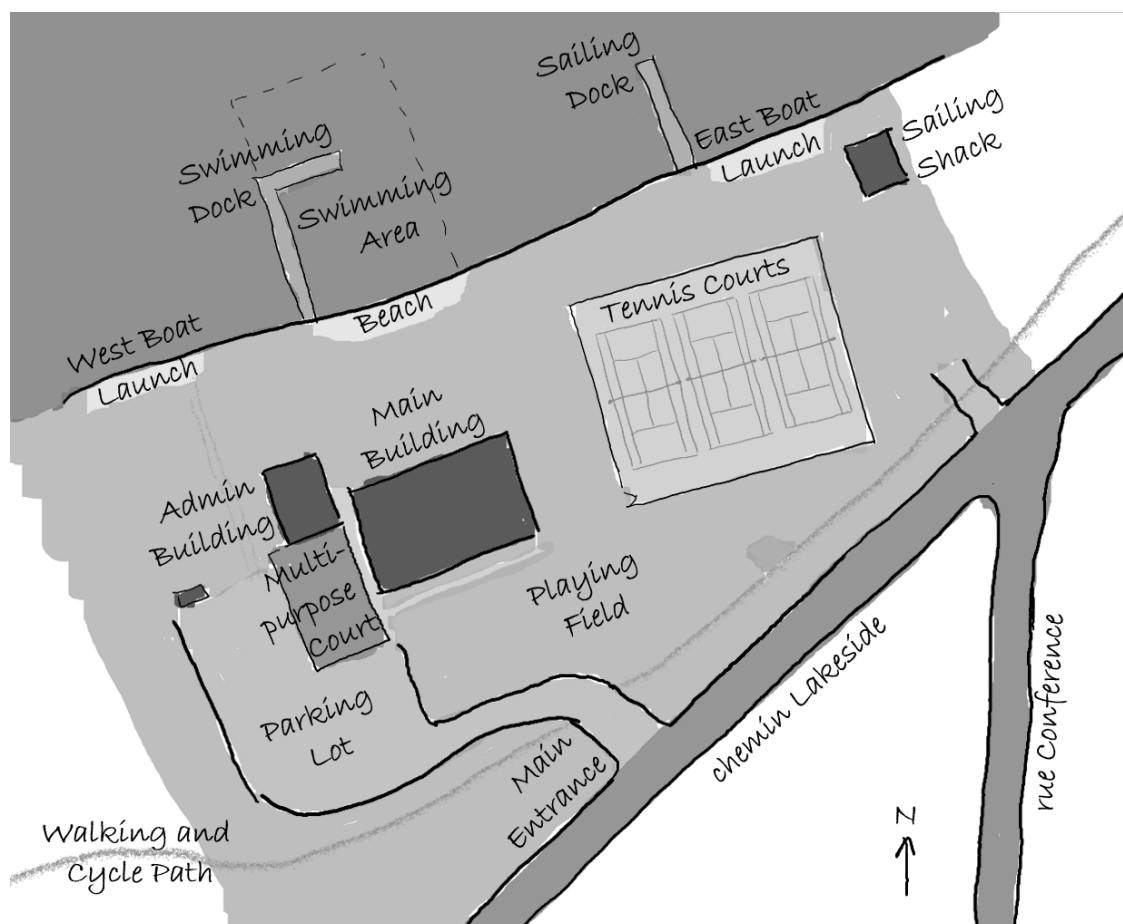 Sailing
Dock
East Boat
Launch
Sailing
Shack
Swimming
Dock
Swimming
Area
Beach
West Boat
Launch
Tennis Courts
Main
Building
Admin
Building
Multi-
purpose
Court
Playing
Field
Parking
Lot
Main
Entrance
chemin Lakeside
rue Conference
Walking and
Cycle Path
N